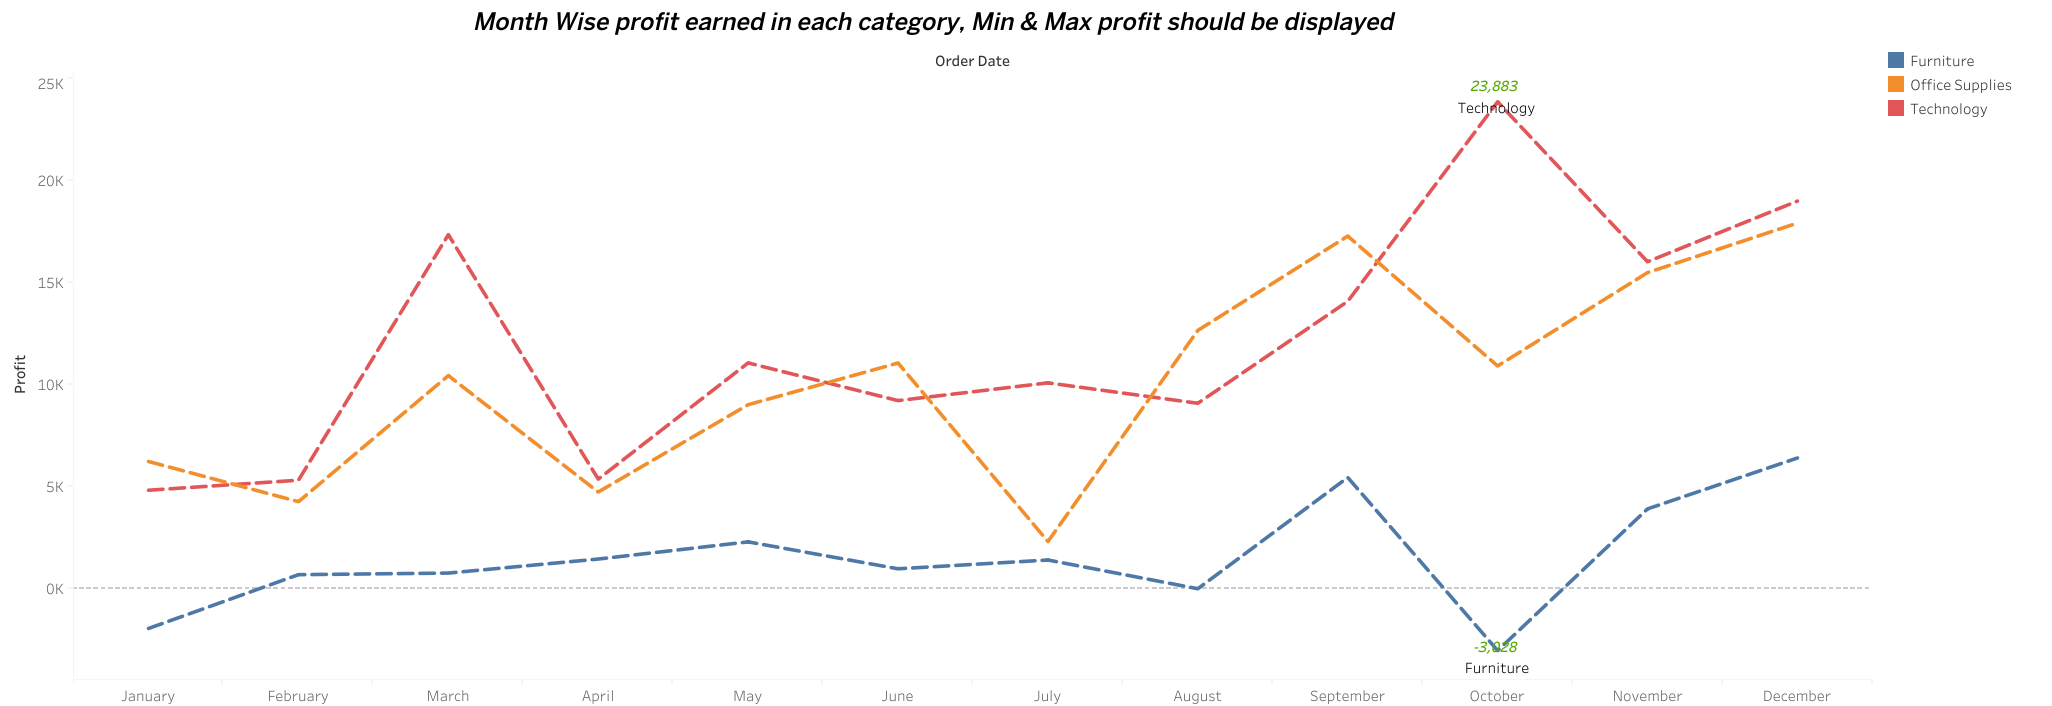 Month Wise profit earned in each category, Min & Max profit should be displayed
Order Date
Furniture
Office Supplies
Technology
25K
20K
15K
10K
5K
0K
Profit
23,883
Technology
-3,028
Furniture
January February March April May June July August September October November December